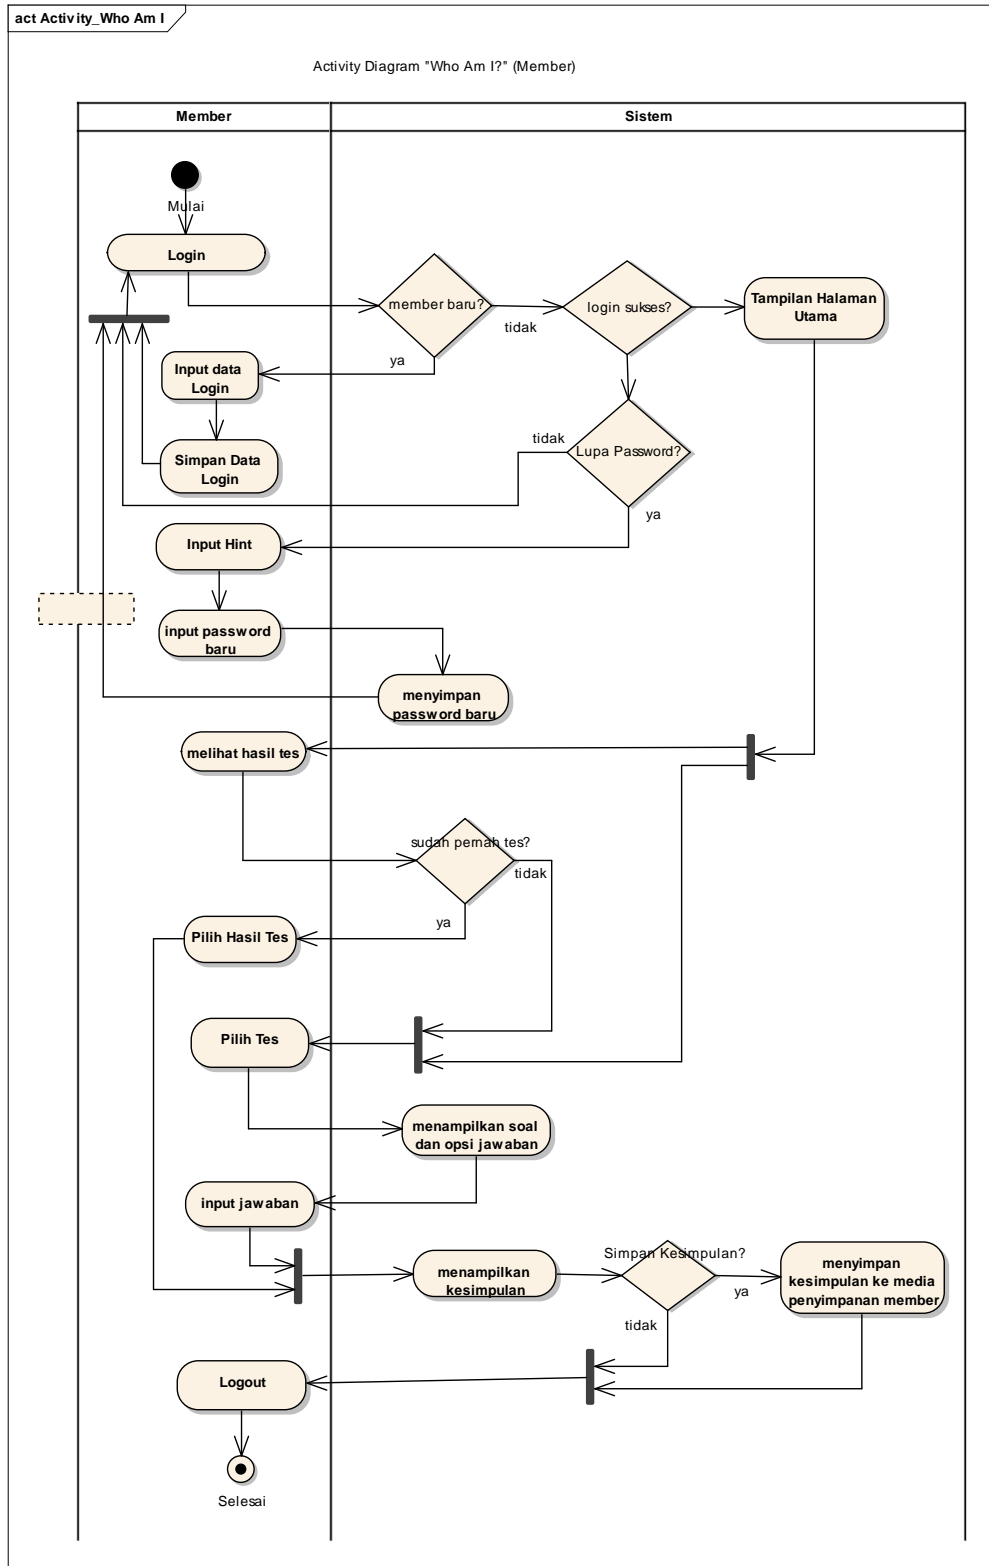 act Activity_Who Am I
Activity Diagram "Who Am I?" (Member)
Member
Sistem
Mulai
Login
member baru?
tidak
login sukses?
Tampilan Halaman
Utama
ya
Input data
Login
tidak
Lupa Password?
Simpan Data
Login
ya
Input Hint
input password
baru
menyimpan
password baru
melihat hasil tes
sudah pernah tes?
tidak
ya
Pilih Hasil Tes
Pilih Tes
menampilkan soal
dan opsi jawaban
input jawaban
Simpan Kesimpulan?
menampilkan
kesimpulan
menyimpan
kesimpulan ke media
penyimpanan member
ya
tidak
Logout
Selesai